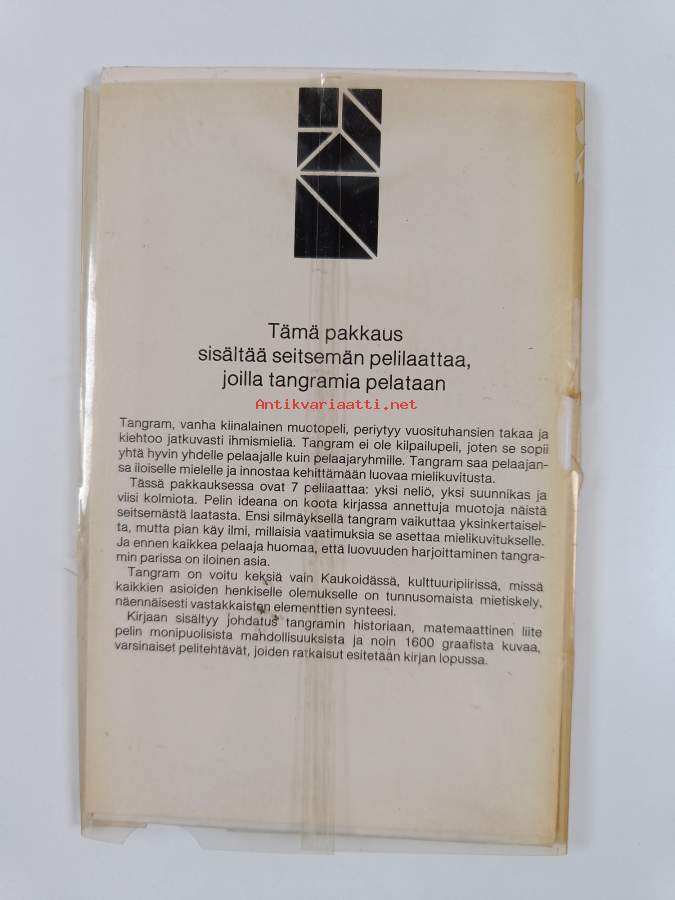 Tämä pakkaus
sisältää seitsemän pelilaattaa,
joilla tangramia pelataan
Antikvariaatti.net
Tangram, vanha kiinalainen muotopeli, periytyy vuosituhansien takaa ja
kiehtoo jatkuvasti ihmismieliä. Tangram ei ole kilpailupeli, joten se sopii
yhtä hyvin yhdelle pelaajalle kuin pelaajaryhmille. Tangram saa pelaajan-
sa iloiselle mielelle ja innostaa kehittämään luovaa mielikuvitusta.
Tässä pakkauksessa ovat 7 pelilaattaa: yksi neliö, yksi suunnikas ja
viisi kolmiota. Pelin ideana on koota kirjassa annettuja muotoja näistä
seitsemästä laatasta. Ensi silmäyksellä tangram vaikuttaa yksinkertaisel-
ta, mutta pian käy ilmi, millaisia vaatimuksia se asettaa mielikuvitukselle.
Ja ennen kaikkea pelaaja huomaa, että luovuuden harjoittaminen tangra-
min parissa on iloinen asia.
Tangram on voitu keksiä vain Kaukoidässä, kulttuuripiirissä, missä
kaikkien asioiden henkiselle olemukselle on tunnusomaista mietiskely,
näennäisesti vastakkaisten elementtien synteesi.
Kirjaan sisältyy johdatus tangramin historiaan, matemaattinen liite
pelin monipuolisista mahdollisuuksista ja noin 1600 graafista kuvaa,
varsinaiset pelitehtävät, joiden ratkaisut esitetään kirjan lopussa.